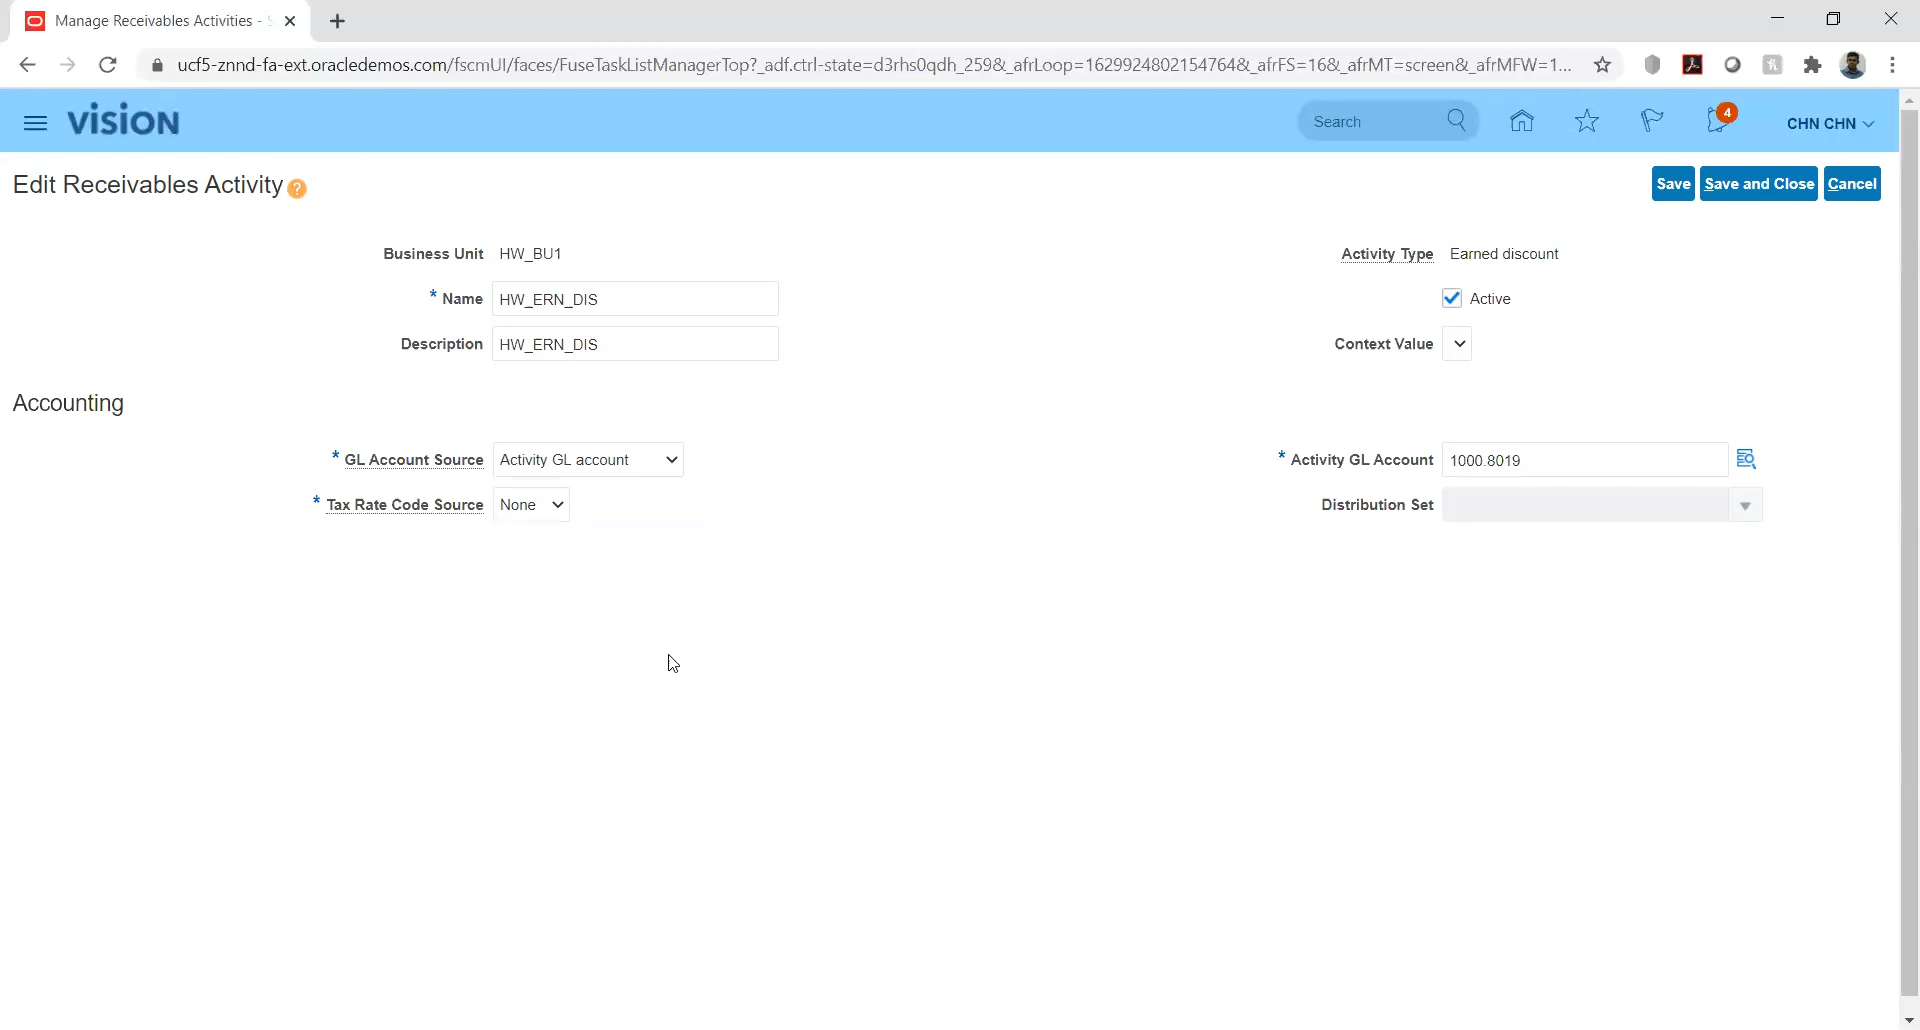 Manage Receivables Activities -
ucf5-znnd-fa-ext.oracledemos.com/fscmUI/faces/FuseTaskListManagerTop?_adf.ctrl-state=d3rhs0qdh_259&_afrLoop=1629924802154764&_afrFS=16&_afrMT=screen&_afrMFW=1...
VISION
Search
4
CHN CHN
Edit Receivables Activity ?
Save
Save and Close
Cancel
Business Unit HW_BU1
Activity Type Earned discount
* Name HW_ERN_DIS
Active
Description HW_ERN_DIS
Context Value
Accounting
* GL Account Source Activity GL account
* Activity GL Account 1000.8019
* Tax Rate Code Source None
Distribution Set